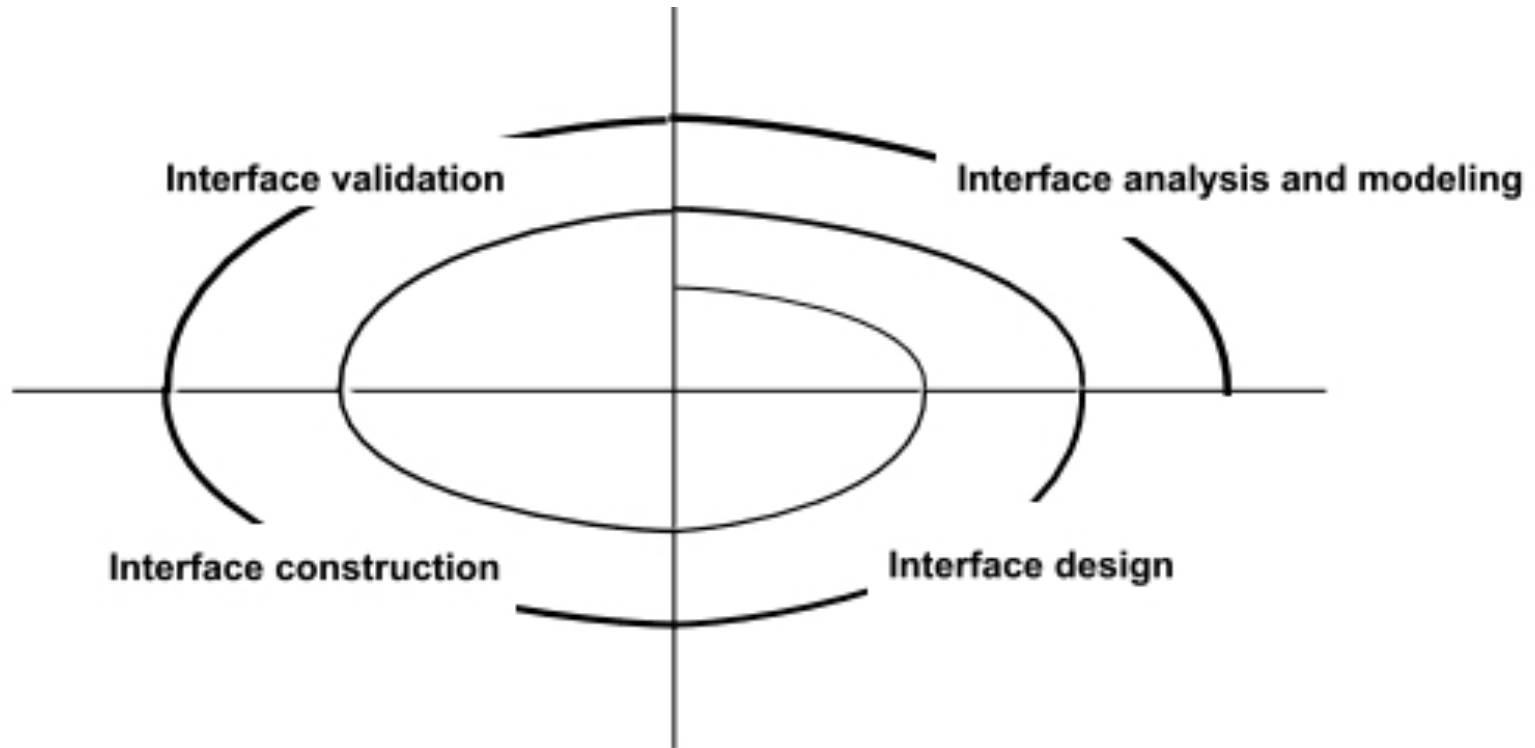 Interface validation
Interface analysis and modeling
Interface construction
Interface design